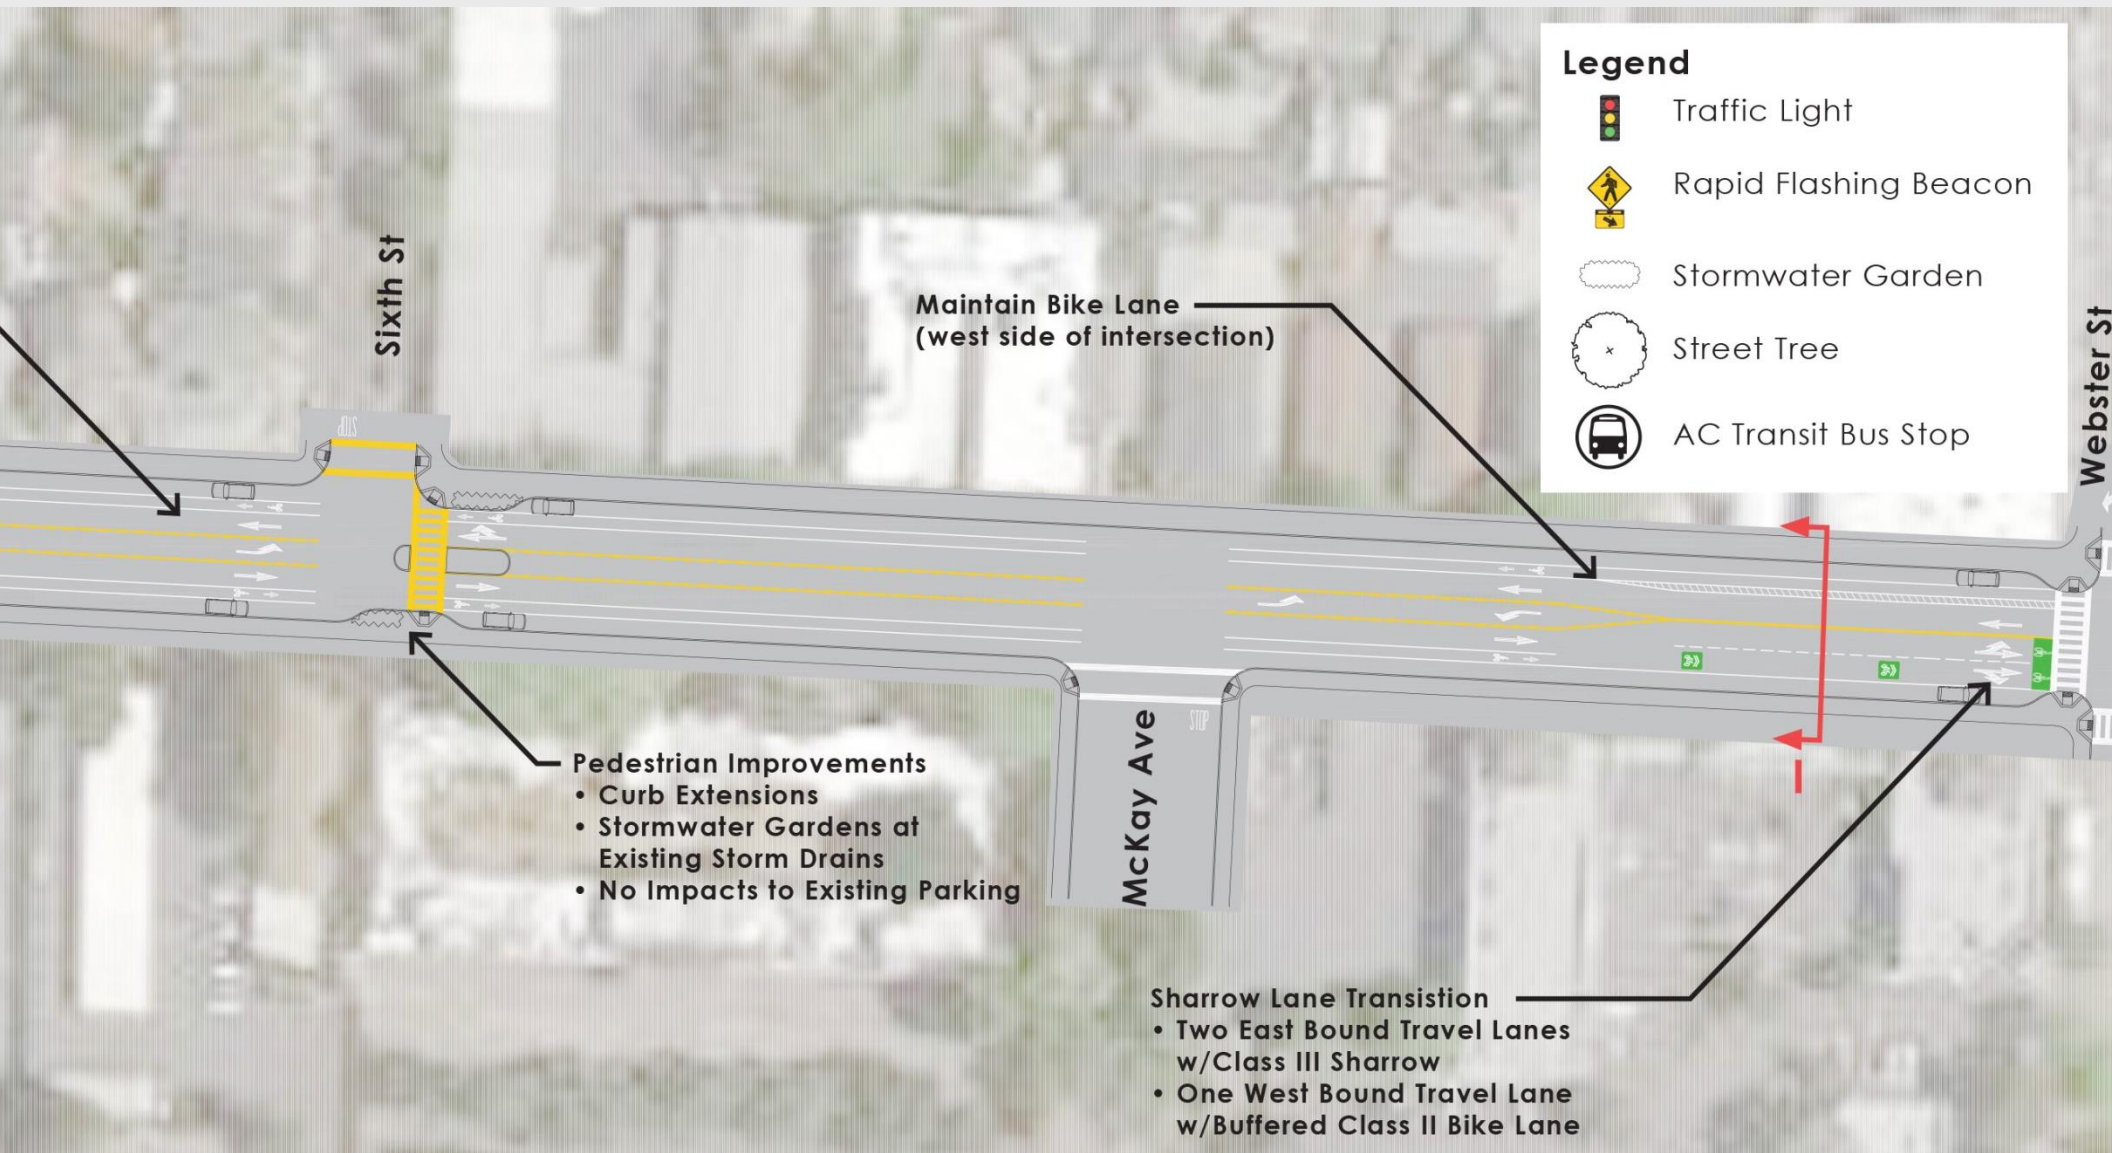 Legend
Traffic Light
Rapid Flashing Beacon
Stormwater Garden
Street Tree
AC Transit Bus Stop
Sixth St
Webster St
Maintain Bike Lane
(west side of intersection)
STOP
Pedestrian Improvements
• Curb Extensions
• Stormwater Gardens at
Existing Storm Drains
• No Impacts to Existing Parking
McKay Ave
STOP
I
Sharrow Lane Transistion
• Two East Bound Travel Lanes
w/Class III Sharrow
• One West Bound Travel Lane
w/Buffered Class II Bike Lane